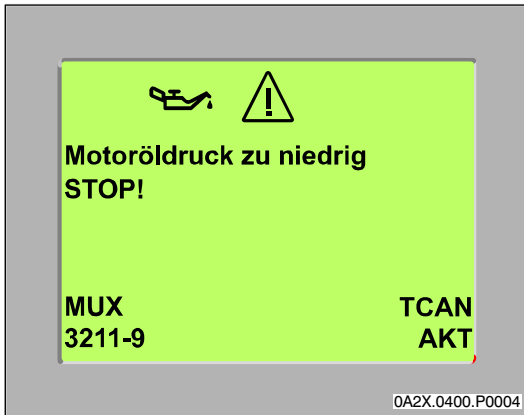 Motoröldruck zu niedrig
STOP!
MUX TCAN
3211-9 AKT
0A2X.0400.P0004